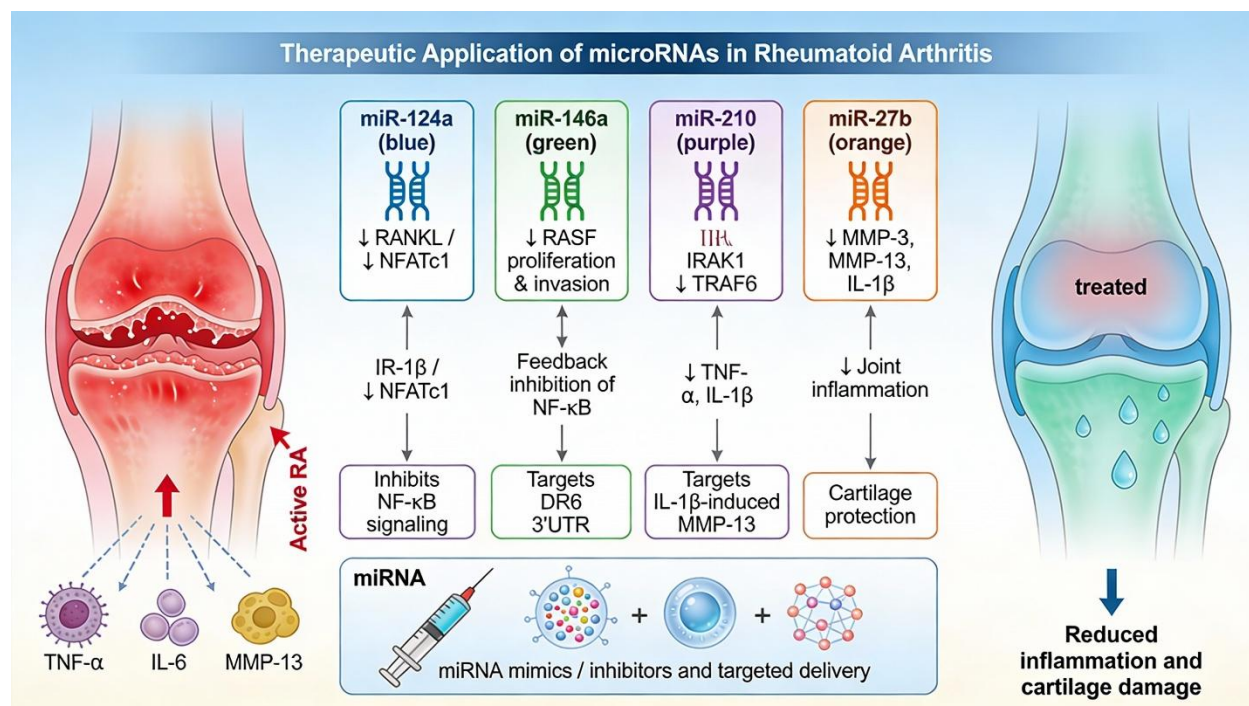 Therapeutic Application of microRNAs in Rheumatoid Arthritis
miR-124a
(blue)
↓ RANKL /
↓ NFATc1
IR-1β /
↓ NFATc1
Inhibits
NF-κB
signaling
miR-146a
(green)
↓ RASF
proliferation
& invasion
Feedback
inhibition of
NF-κB
Targets
DR6
3'UTR
miR-210
(purple)
IRAK1
↓ TRAF6
↓ TNF-
α, IL-1β
Targets
IL-1β-induced
MMP-13
miR-27b
(orange)
↓ MMP-3,
MMP-13,
IL-1β
↓ Joint
inflammation
Cartilage
protection
Active RA
TNF-α
IL-6
MMP-13
miRNA
+
+
miRNA mimics / inhibitors and targeted delivery
treated
Reduced
inflammation and
cartilage damage